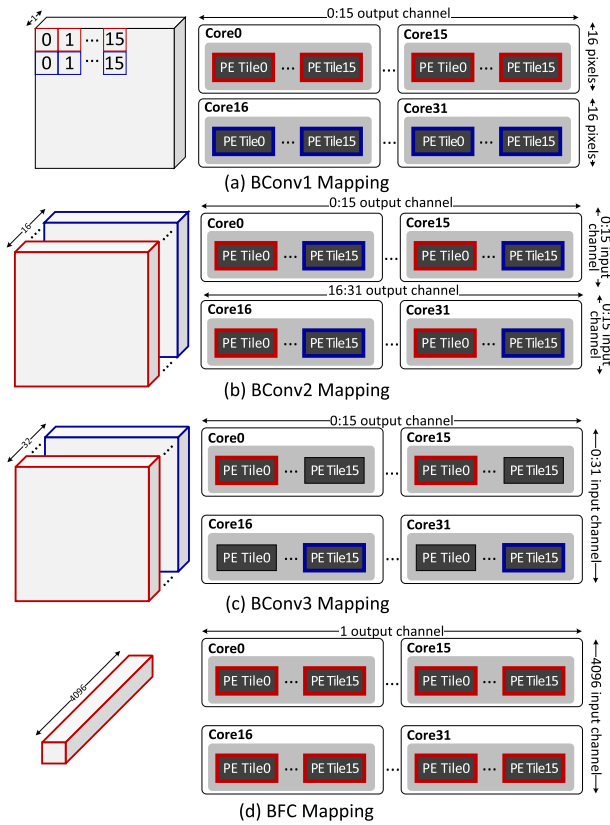 1
0 1 ... 15
0 1 ... 15
0:15 output channel
Core0
PE Tile0 ... PE Tile15
...
Core15
PE Tile0 ... PE Tile15
16 pixels
Core16
PE Tile0 ... PE Tile15
...
Core31
PE Tile0 ... PE Tile15
16 pixels
(a) BConv1 Mapping
16
...
...
0:15 output channel
Core0
PE Tile0 ... PE Tile15
...
Core15
PE Tile0 ... PE Tile15
0:15 input
channel
16:31 output channel
Core16
PE Tile0 ... PE Tile15
...
Core31
PE Tile0 ... PE Tile15
0:15 input
channel
(b) BConv2 Mapping
32
...
...
0:15 output channel
Core0
PE Tile0 ... PE Tile15
...
Core15
PE Tile0 ... PE Tile15
0:31 input channel
Core16
PE Tile0 ... PE Tile15
...
Core31
PE Tile0 ... PE Tile15
(c) BConv3 Mapping
4096
1 output channel
Core0
PE Tile0 ... PE Tile15
...
Core15
PE Tile0 ... PE Tile15
4096 input channel
Core16
PE Tile0 ... PE Tile15
...
Core31
PE Tile0 ... PE Tile15
(d) BFC Mapping